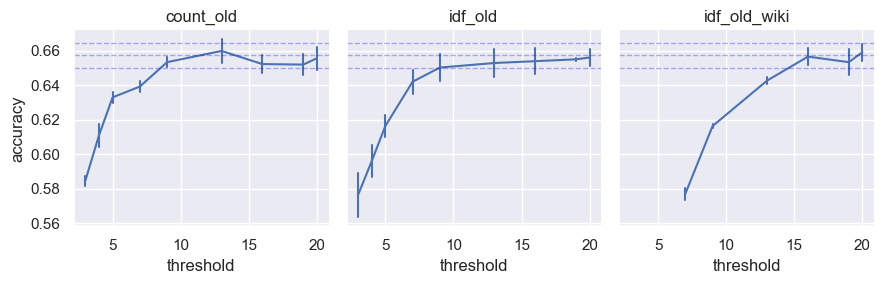 count_old
idf_old
idf_old_wiki
accuracy
0.66
0.64
0.62
0.60
0.58
0.56
5 10 15 20
5 10 15 20
5 10 15 20
threshold
threshold
threshold